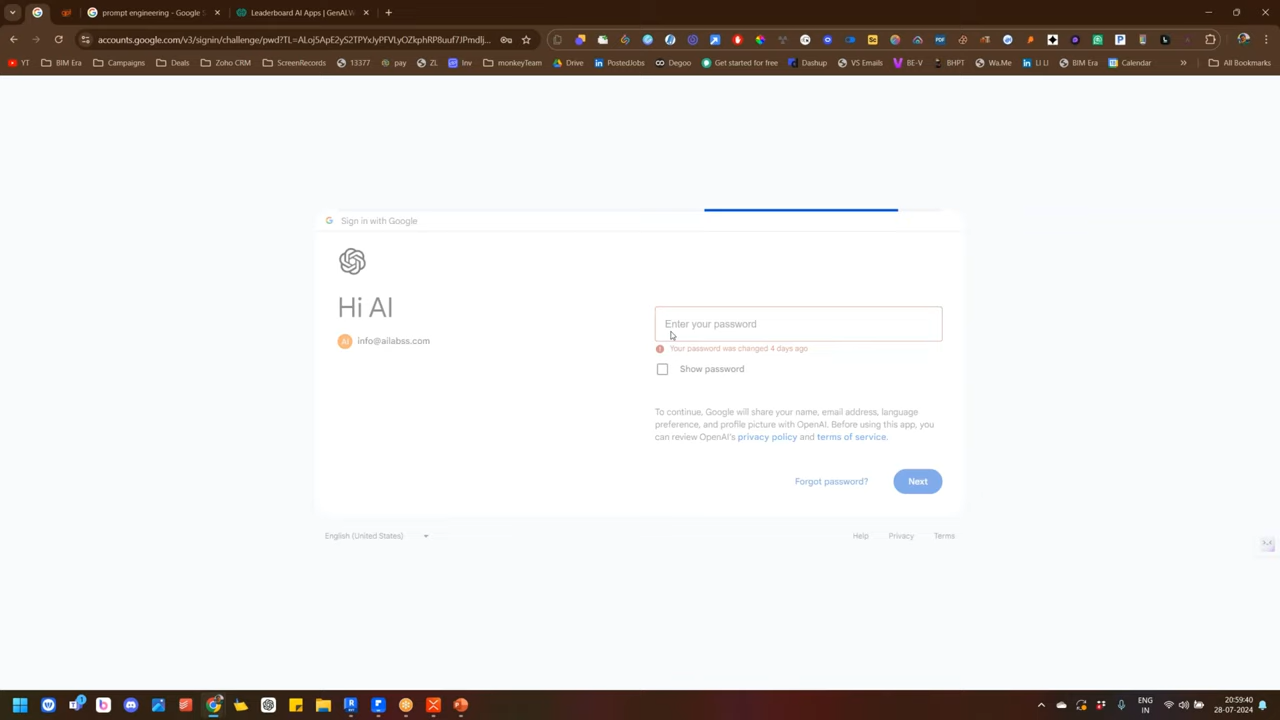 prompt engineering - Google S
Leaderboard AI Apps | GenAI.W
accounts.google.com/v3/signin/challenge/pwd?TL=ALoj5ApE2yS2TPYxJyPFVLyOZkphRP8uuf7JPmdlj...
YT
BIM Era
Campaigns
Deals
Zoho CRM
ScreenRecords
13377
pay
ZL
Inv
monkeyTeam
Drive
PostedJobs
Degoo
Get started for free
Dashup
VS Emails
BE-V
BHPT
Wa.Me
LI LI
BIM Era
Calendar
All Bookmarks
Sign in with Google
Hi AI
AI info@ailabss.com
Enter your password
Your password was changed 4 days ago
Show password
To continue, Google will share your name, email address, language
preference, and profile picture with OpenAI. Before using this app, you
can review OpenAI's privacy policy and terms of service.
Forgot password?
Next
English (United States)
Help
Privacy
Terms
ENG
IN
20:59:40
28-07-2024